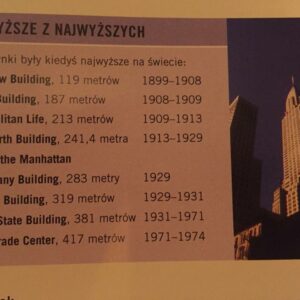 YŻSZE Z NAJWYŻSZYCH
nki były kiedyś najwyższe na świecie:
w Building, 119 metrów 1899–1908
Building, 187 metrów 1908–1909
litan Life, 213 metrów 1909–1913
rth Building, 241,4 metra 1913–1929
the Manhattan
any Building, 283 metry 1929
Building, 319 metrów 1929–1931
State Building, 381 metrów 1931–1971
rade Center, 417 metrów 1971–1974